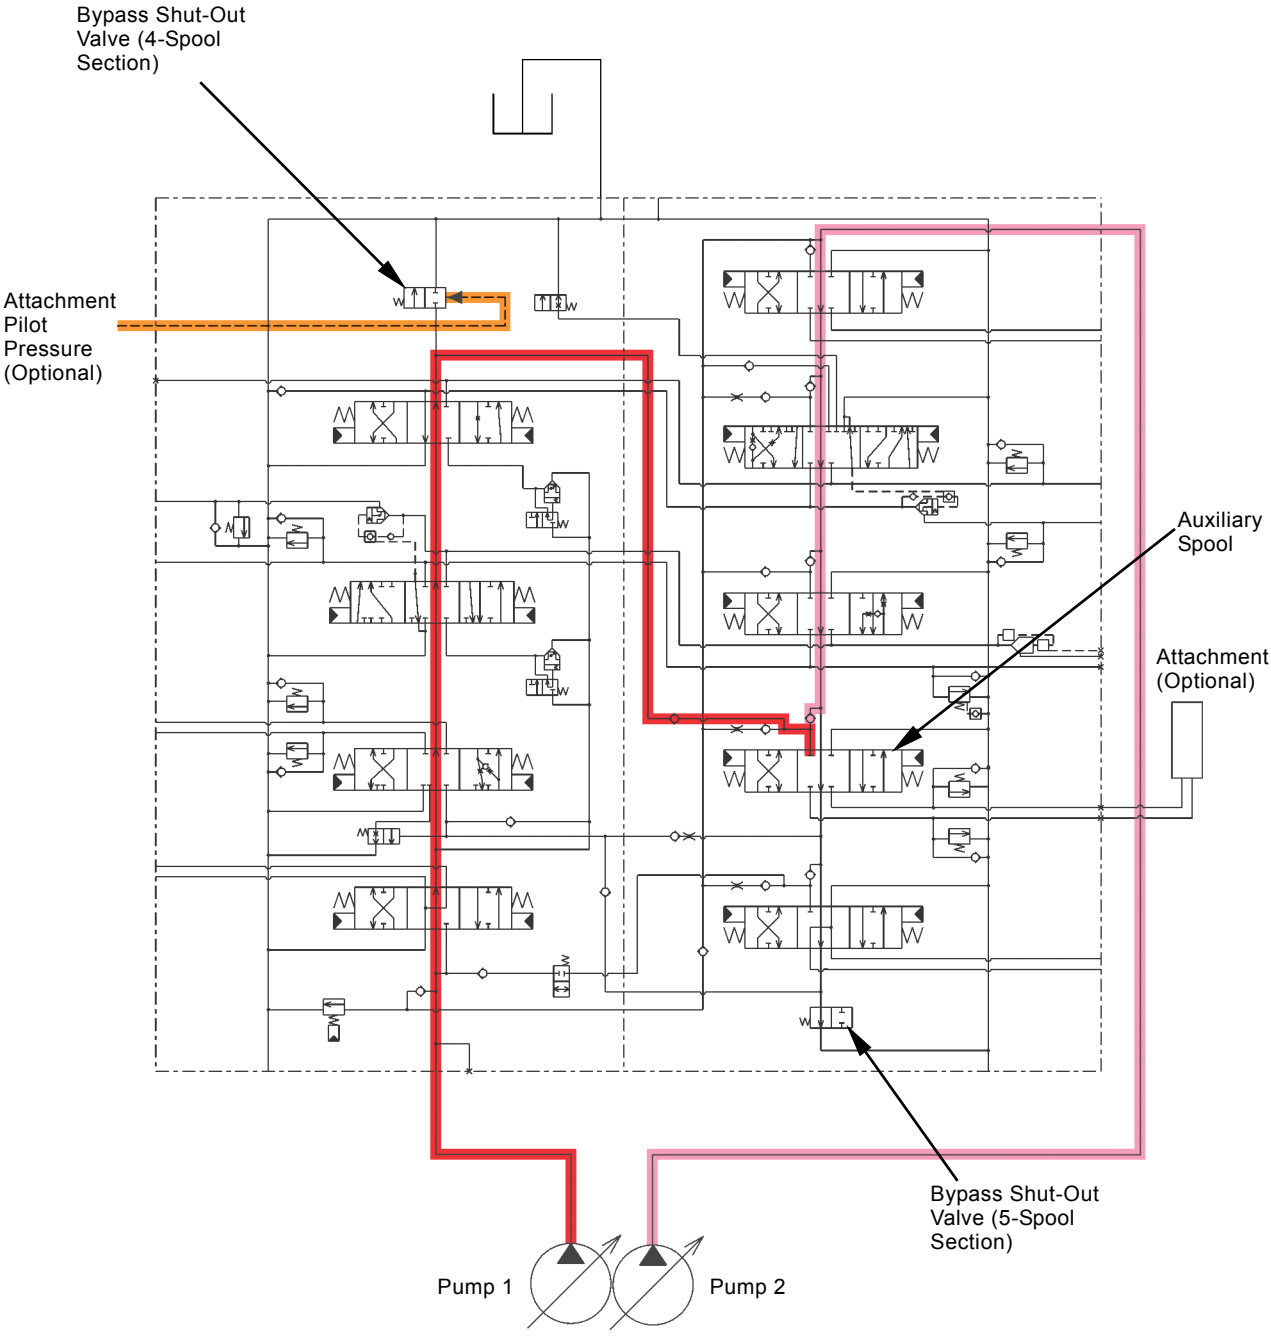 Bypass Shut-Out
Valve (4-Spool
Section)
Attachment
Pilot
Pressure
(Optional)
Auxiliary
Spool
Attachment
(Optional)
Bypass Shut-Out
Valve (5-Spool
Section)
Pump 1
Pump 2